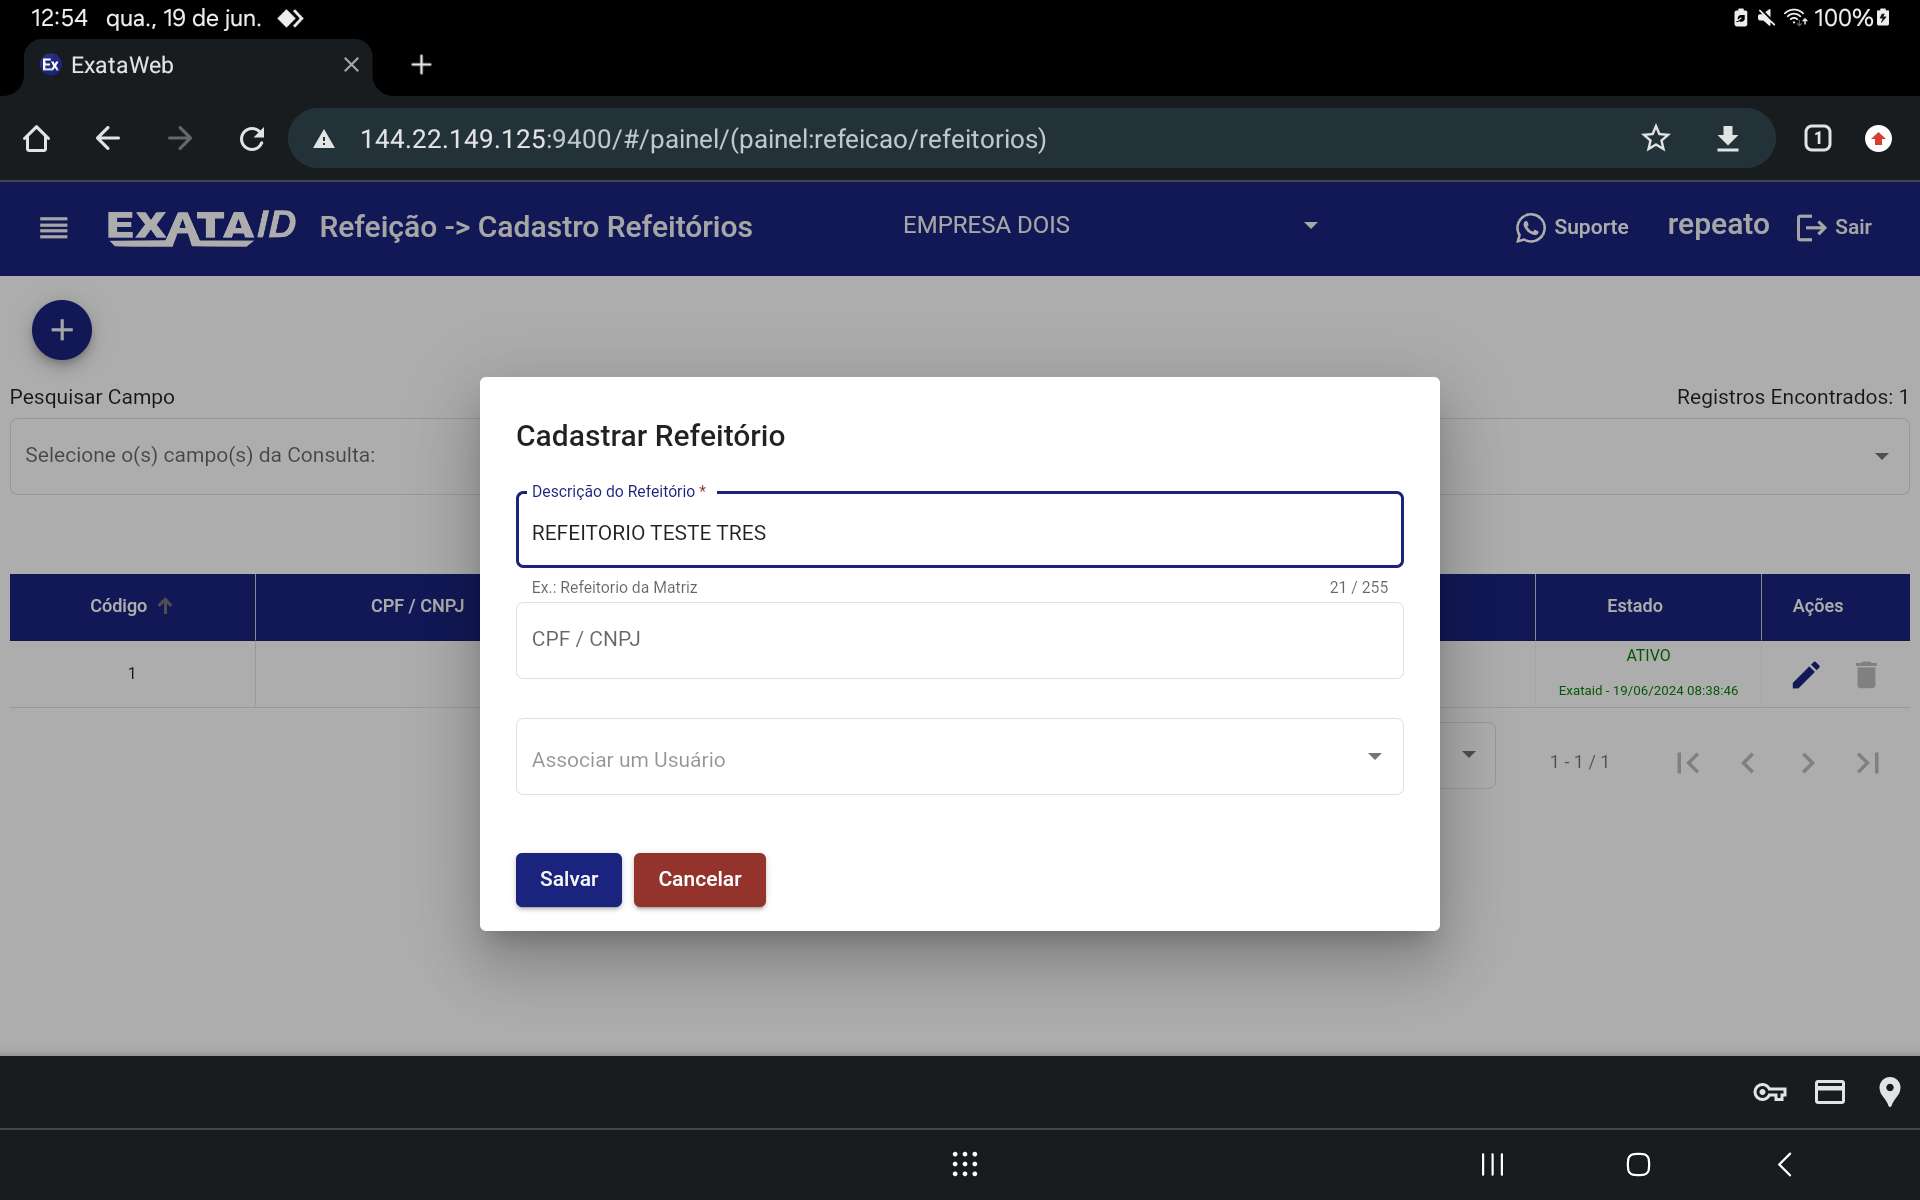 12:54 qua., 19 de jun. 100%
Ex ExataWeb
144.22.149.125:9400/#/painel/(painel:refeicao/refeitorios) 1
EXATAID Refeição -> Cadastro Refeitórios EMPRESA DOIS Suporte repeato Sair
Pesquisar Campo Registros Encontrados: 1
Selecione o(s) campo(s) da Consulta:
Cadastrar Refeitório
Descrição do Refeitório *
REFEITORIO TESTE TRES
Ex.: Refeitorio da Matriz 21 / 255
CPF / CNPJ
Associar um Usuário
Salvar Cancelar
Código CPF / CNPJ Estado Ações
1 ATIVO
Exataid - 19/06/2024 08:38:46
1 - 1 / 1